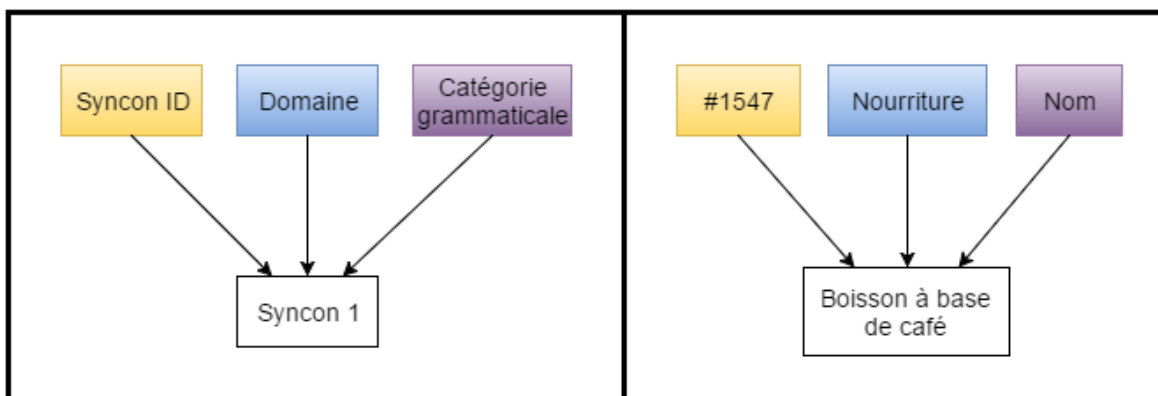 Syncon ID
Domaine
Catégorie
grammaticale
Syncon 1
#1547
Nourriture
Nom
Boisson à base
de café